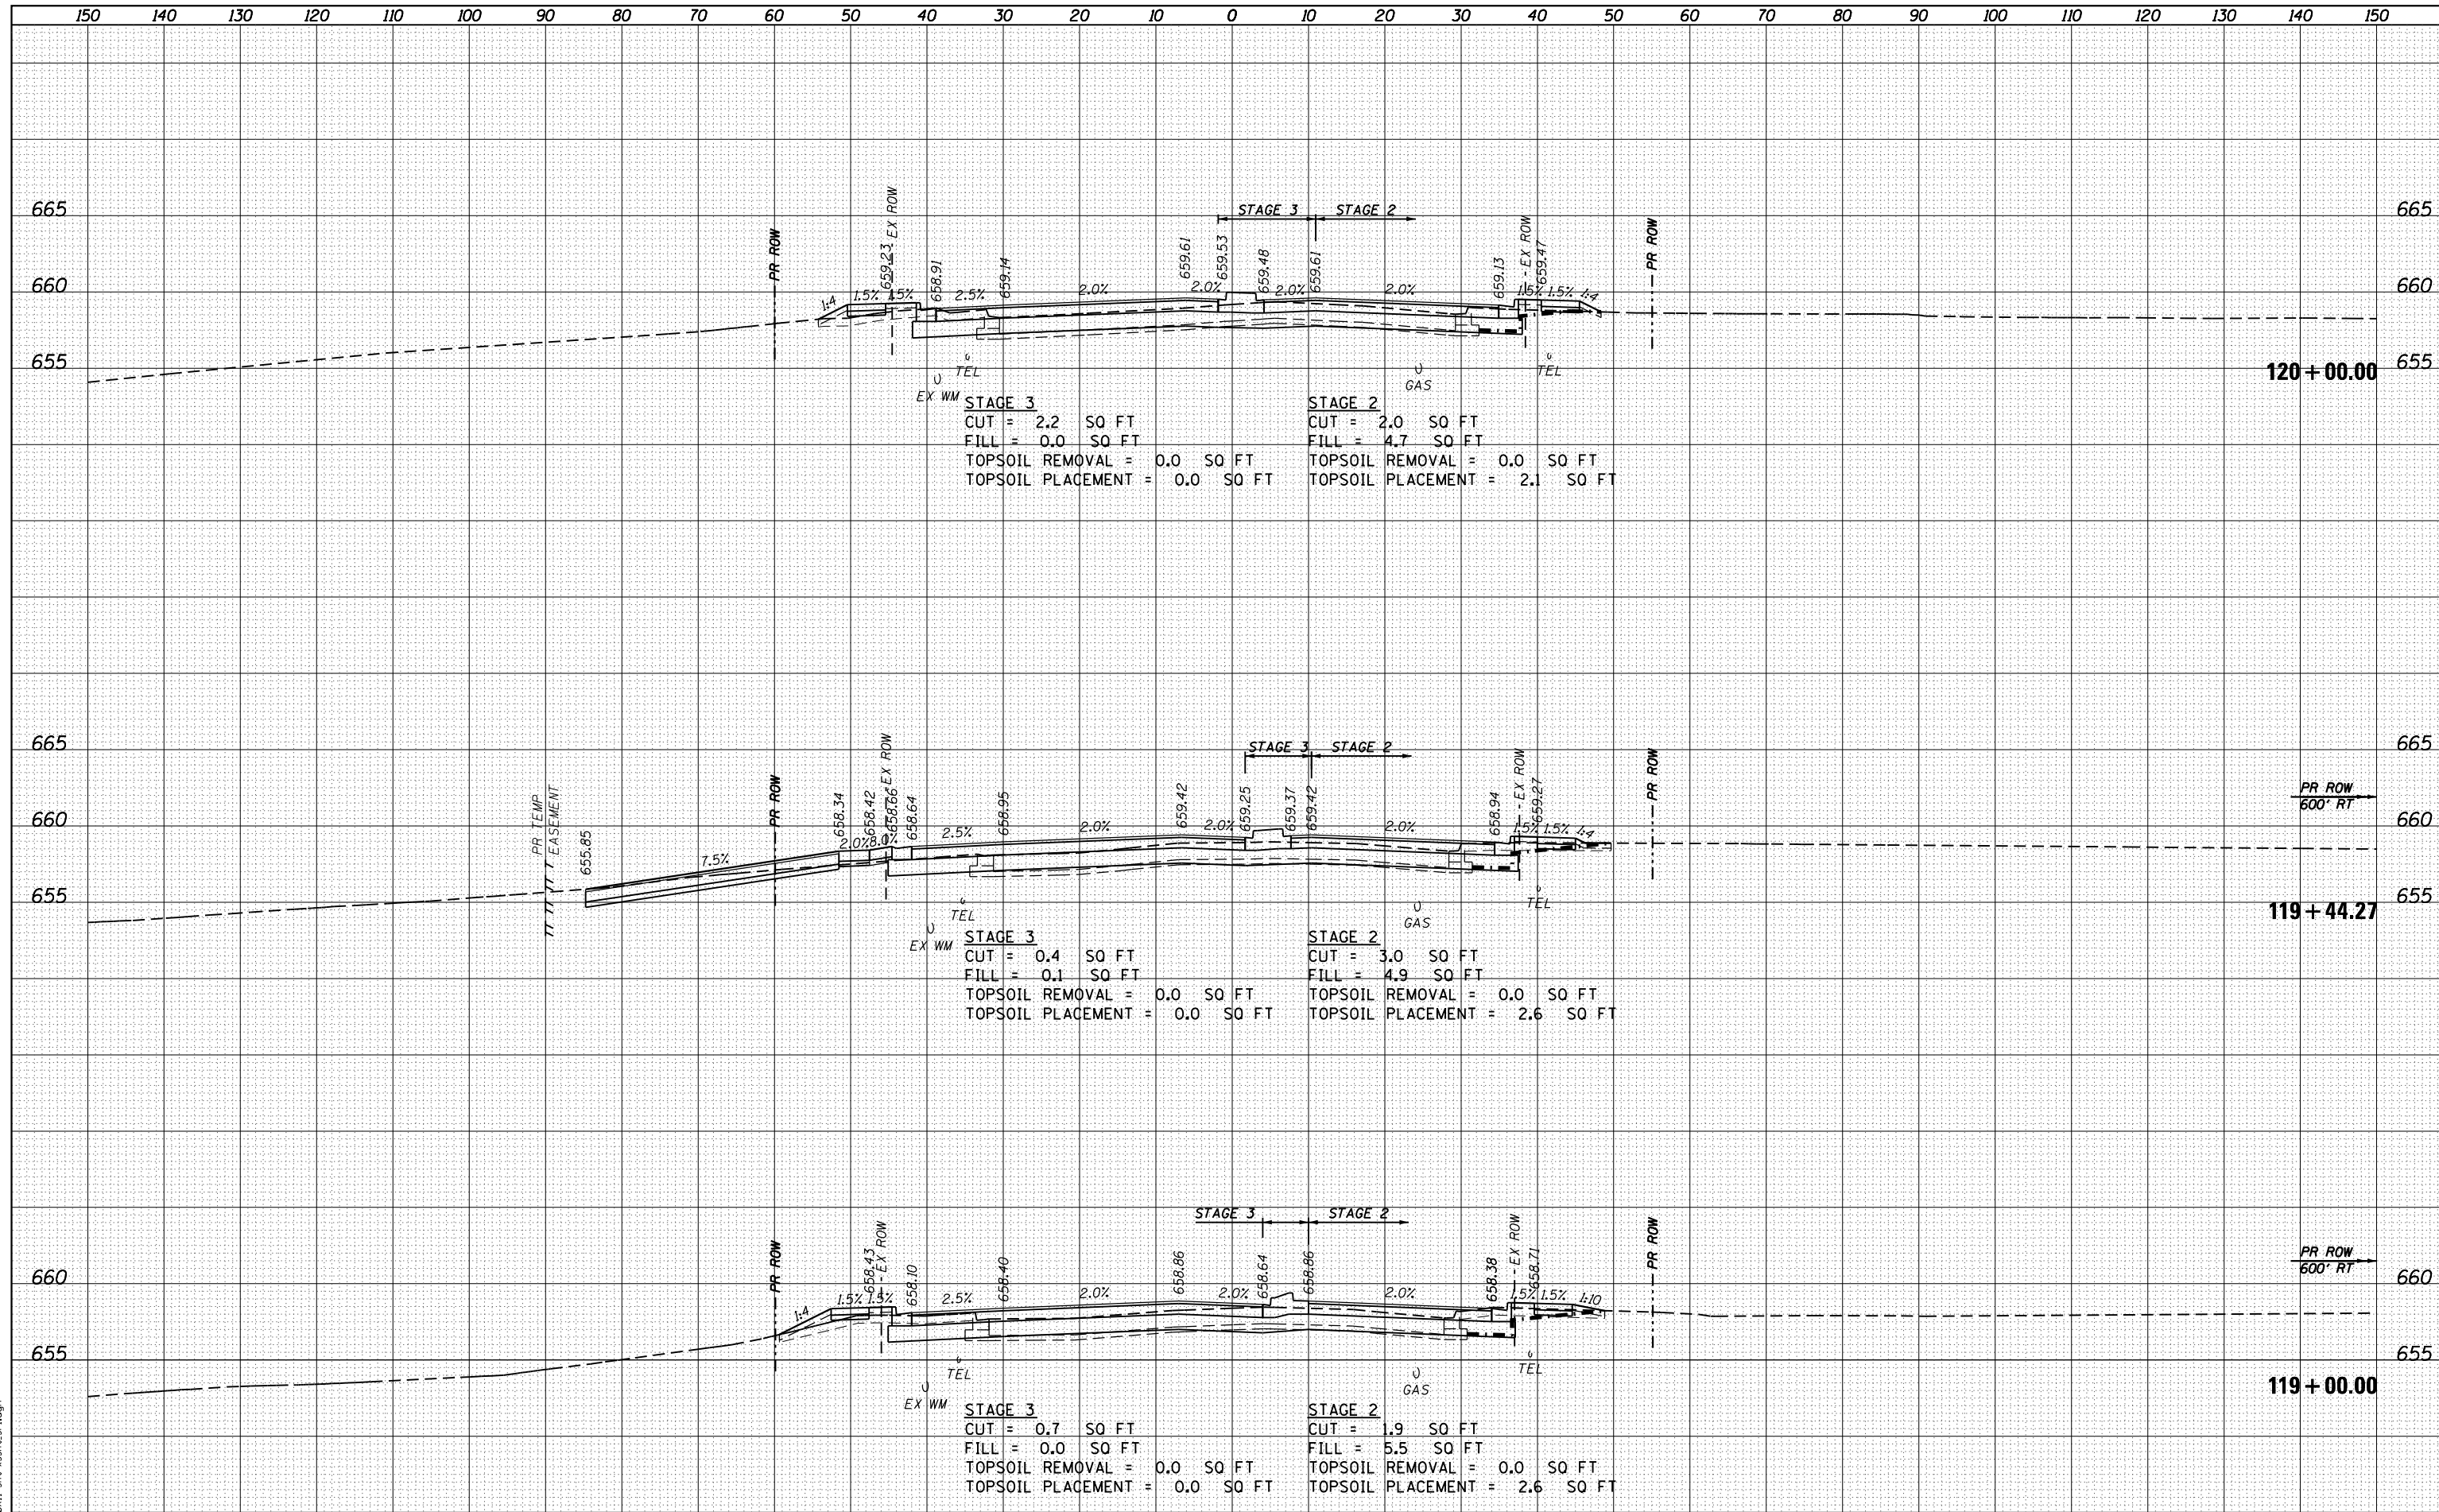 150 140 130 120 110 100 90 80 70 60 50 40 30 20 10 0 10 20 30 40 50 60 70 80 90 100 110 120 130 140 150
665 665
660 660
655 655
PR ROW
EX ROW
STAGE 3 STAGE 2
EX ROW
PR ROW
659.23 658.91 659.14 659.61 659.53 659.48 659.61 659.13 659.47
1:4 1.5% 1.5% 2.5% 2.0% 2.0% 2.0% 2.0% 1.5% 1.5% 1:4
TEL
EX WM
GAS
TEL
120+00.00
STAGE 3
CUT = 2.2 SQ FT
FILL = 0.0 SQ FT
TOPSOIL REMOVAL = 0.0 SQ FT
TOPSOIL PLACEMENT = 0.0 SQ FT
STAGE 2
CUT = 2.0 SQ FT
FILL = 4.7 SQ FT
TOPSOIL REMOVAL = 0.0 SQ FT
TOPSOIL PLACEMENT = 2.1 SQ FT
665 665
660 660
655 655
PR TEMP
EASEMENT
PR ROW
EX ROW
STAGE 3 STAGE 2
EX ROW
PR ROW
PR ROW
600' RT
655.85 658.34 658.42 658.66 658.64 658.95 659.42 659.25 659.37 659.42 658.94 659.27
7.5% 2.0% 8.0% 2.5% 2.0% 2.0% 2.0% 1.5% 1.5% 1:4
TEL
EX WM
GAS
TEL
119+44.27
STAGE 3
CUT = 0.4 SQ FT
FILL = 0.1 SQ FT
TOPSOIL REMOVAL = 0.0 SQ FT
TOPSOIL PLACEMENT = 0.0 SQ FT
STAGE 2
CUT = 3.0 SQ FT
FILL = 4.9 SQ FT
TOPSOIL REMOVAL = 0.0 SQ FT
TOPSOIL PLACEMENT = 2.6 SQ FT
660 660
655 655
PR ROW
EX ROW
STAGE 3 STAGE 2
EX ROW
PR ROW
PR ROW
600' RT
658.43 658.10 658.40 658.86 658.64 658.86 658.38 658.71
1:4 1.5% 1.5% 2.5% 2.0% 2.0% 2.0% 1.5% 1.5% 1:10
TEL
EX WM
GAS
TEL
119+00.00
STAGE 3
CUT = 0.7 SQ FT
FILL = 0.0 SQ FT
TOPSOIL REMOVAL = 0.0 SQ FT
TOPSOIL PLACEMENT = 0.0 SQ FT
STAGE 2
CUT = 1.9 SQ FT
FILL = 5.5 SQ FT
TOPSOIL REMOVAL = 0.0 SQ FT
TOPSOIL PLACEMENT = 2.6 SQ FT